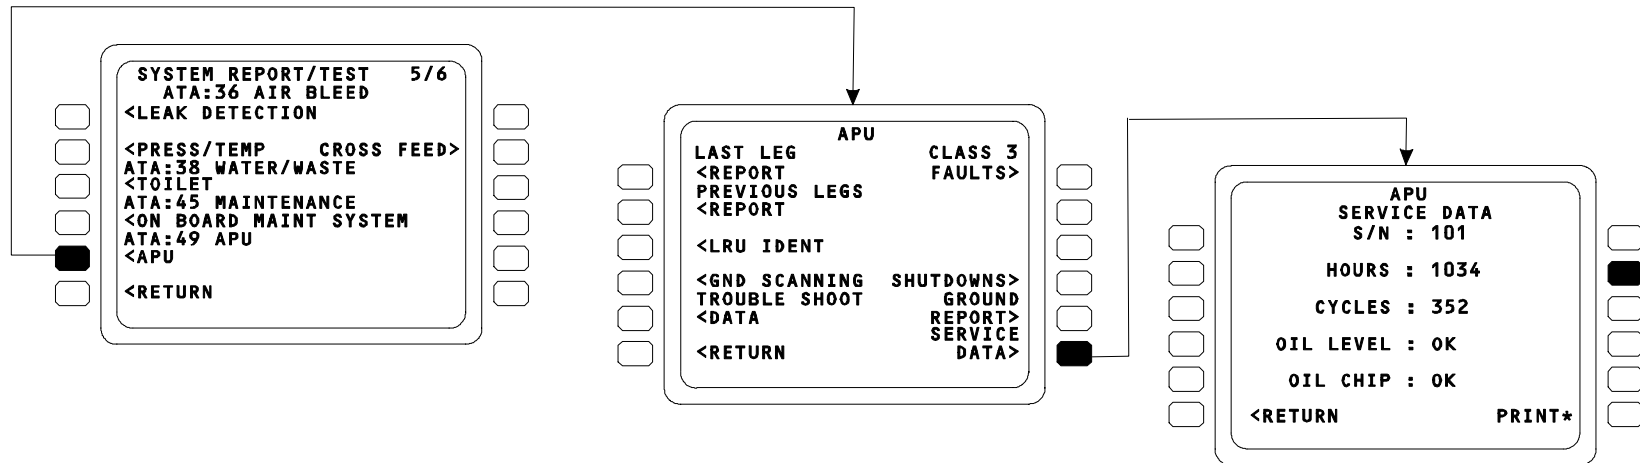 SYSTEM REPORT/TEST 5/6
ATA:36 AIR BLEED
<LEAK DETECTION
<PRESS/TEMP CROSS FEED>
ATA:38 WATER/WASTE
<TOILET
ATA:45 MAINTENANCE
<ON BOARD MAINT SYSTEM
ATA:49 APU
<APU
<RETURN
APU
LAST LEG CLASS 3
<REPORT FAULTS>
PREVIOUS LEGS
<REPORT
<LRU IDENT
<GND SCANNING SHUTDOWNS>
TROUBLE SHOOT GROUND
<DATA REPORT>
SERVICE
<RETURN DATA>
APU
SERVICE DATA
S/N : 101
HOURS : 1034
CYCLES : 352
OIL LEVEL : OK
OIL CHIP : OK
<RETURN PRINT*